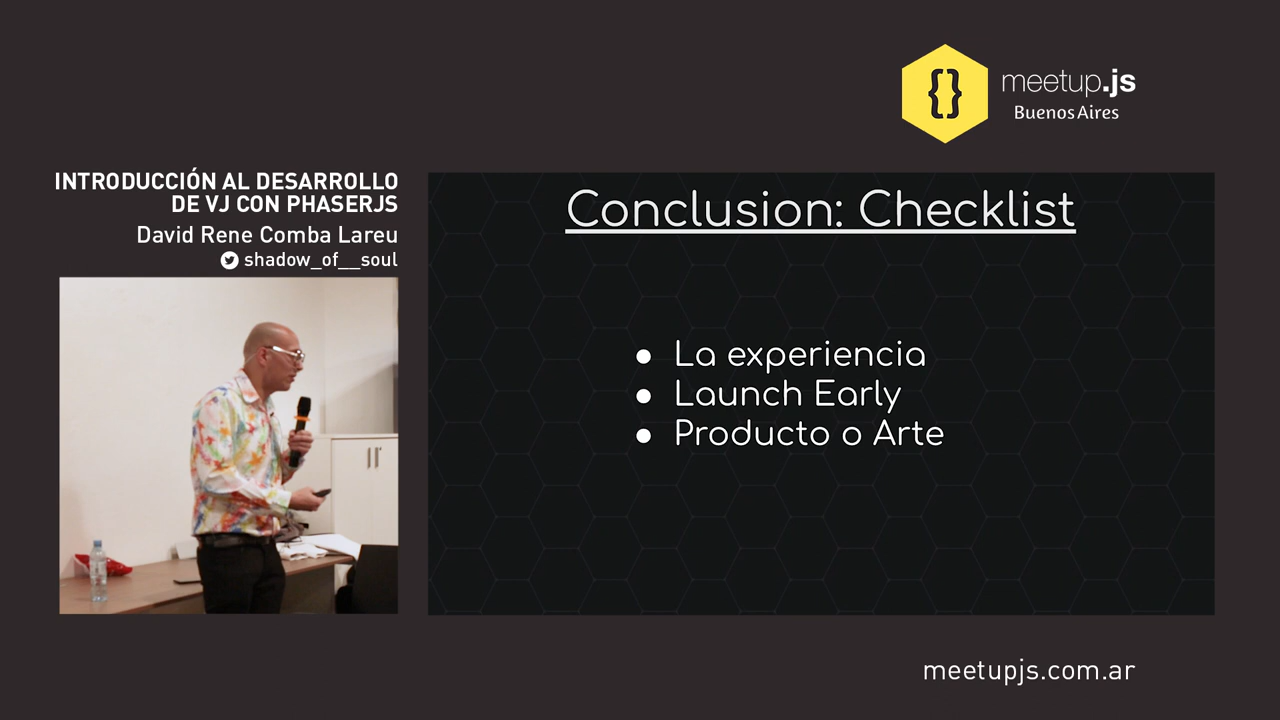 {}
meetup.js
Buenos Aires
INTRODUCCIÓN AL DESARROLLO
DE VJ CON PHASERJS
David Rene Comba Lareu
shadow_of__soul
Conclusion: Checklist
● La experiencia
● Launch Early
● Producto o Arte
meetupjs.com.ar